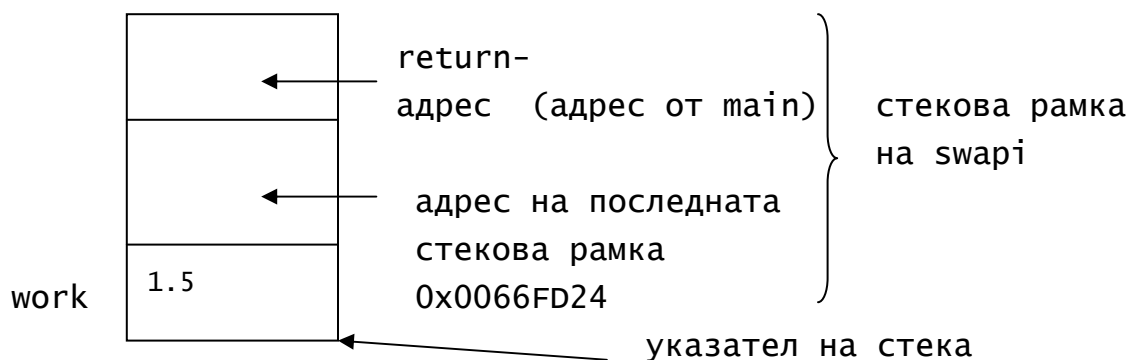 return-
адрес (адрес от main)
стекова рамка
на swapi
адрес на последната
стекова рамка
0x0066FD24
work
1.5
указател на стека